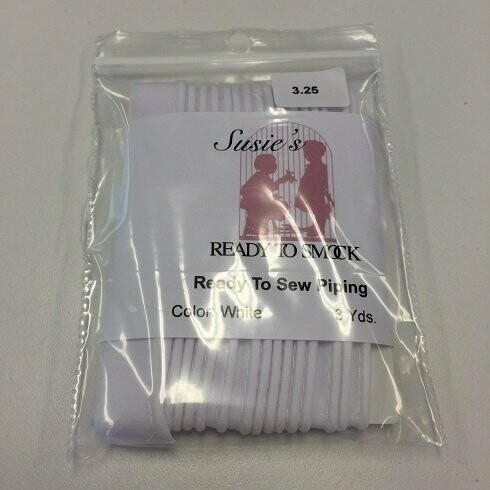 3.25
Susie's
READY TO SMOCK
Ready To Sew Piping
Color: White 3 Yds.